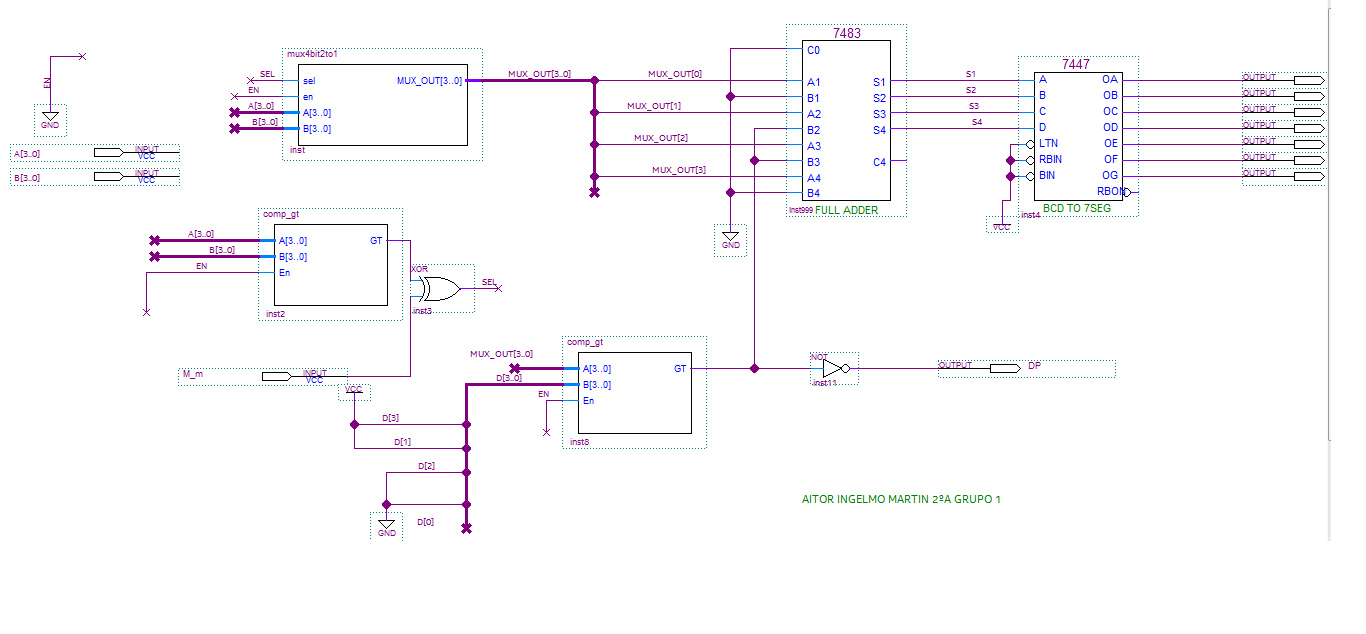 EN
GND
A[3..0]
INPUT
VCC
B[3..0]
INPUT
VCC
mux4bit2to1
SEL
EN
A[3..0]
B[3..0]
sel
en
A[3..0]
B[3..0]
MUX_OUT[3..0]
inst
MUX_OUT[3..0]
MUX_OUT[0]
MUX_OUT[1]
MUX_OUT[2]
MUX_OUT[3]
7483
C0
A1
B1
A2
B2
A3
B3
A4
B4
S1
S2
S3
S4
C4
inst999
FULL ADDER
GND
S1
S2
S3
S4
7447
A
B
C
D
LTN
RBIN
BIN
OA
OB
OC
OD
OE
OF
OG
RBON
inst4
BCD TO 7SEG
VCC
OUTPUT
OUTPUT
OUTPUT
OUTPUT
OUTPUT
OUTPUT
OUTPUT
comp_gt
A[3..0]
B[3..0]
EN
A[3..0]
B[3..0]
En
GT
inst2
XOR
SEL
inst3
M_m
INPUT
VCC
VCC
D[3]
D[1]
D[2]
D[0]
GND
comp_gt
MUX_OUT[3..0]
D[3..0]
EN
A[3..0]
B[3..0]
En
GT
inst8
NOT
inst11
OUTPUT
DP
AITOR INGELMO MARTIN 2ºA GRUPO 1